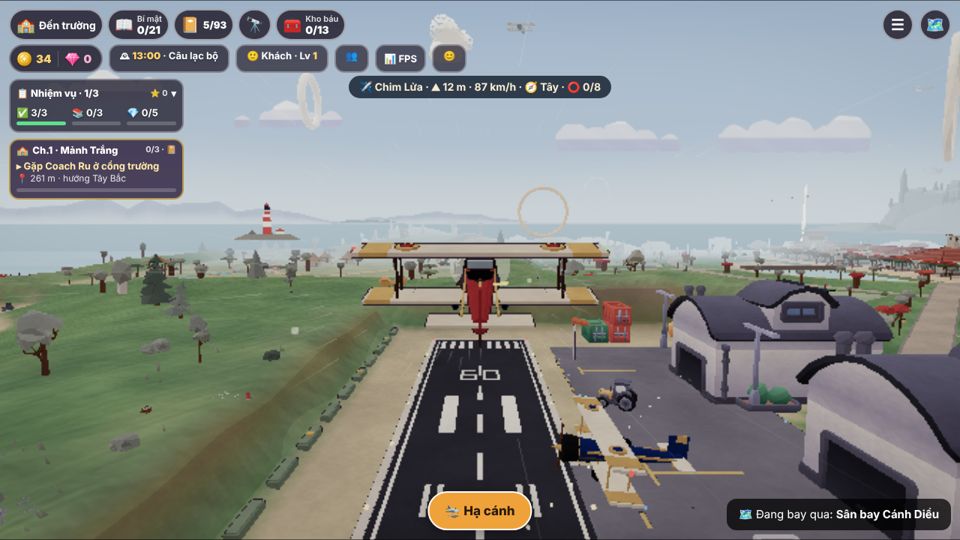 Đến trường
Bí mật
0/21
5/93
Kho báu
0/13
34
0
13:00 · Câu lạc bộ
Khách · Lv 1
FPS
Chim Lửa · ▲ 12 m · 87 km/h · Tây · 0/8
Nhiệm vụ · 1/3
0 ▾
3/3
0/3
0/5
Ch.1 · Mảnh Trắng
0/3 ·
▸ Gặp Coach Ru ở cổng trường
261 m · hướng Tây Bắc
Hạ cánh
Đang bay qua: Sân bay Cánh Diều